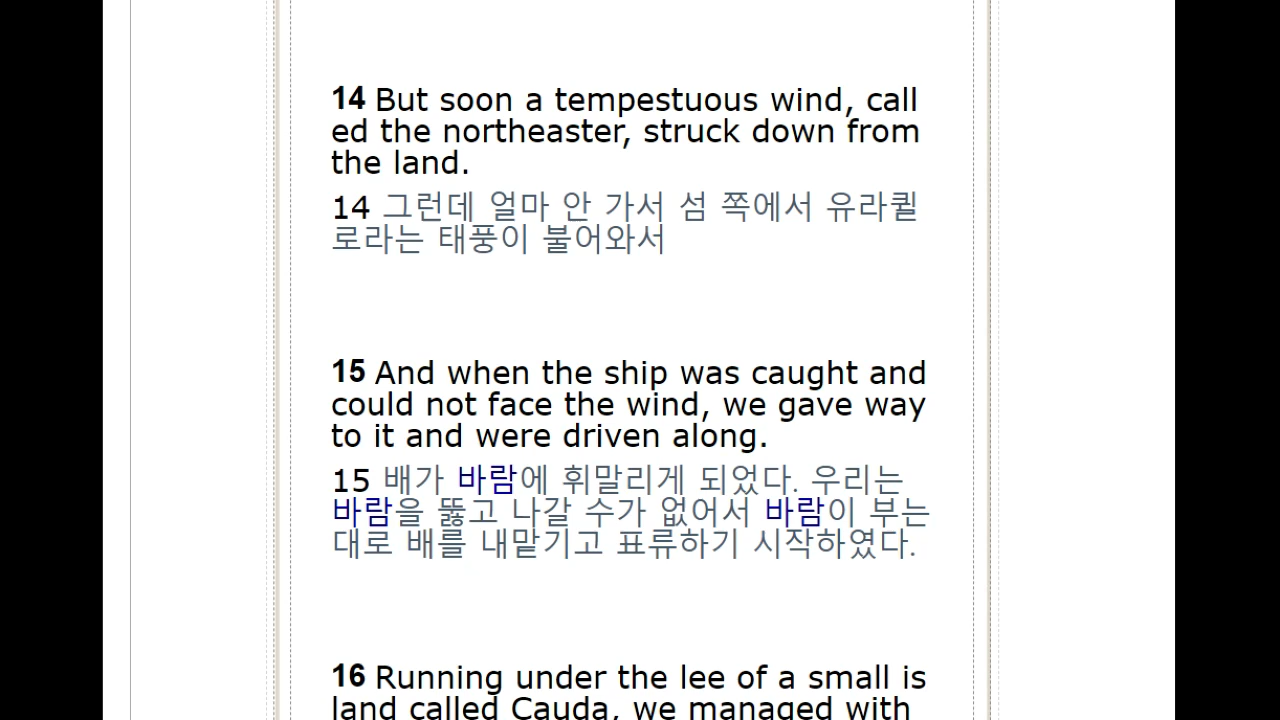 14 But soon a tempestuous wind, call
ed the northeaster, struck down from
the land.
14 그런데 얼마 안 가서 섬 쪽에서 유라퀼
로라는 태풍이 불어와서
15 And when the ship was caught and
could not face the wind, we gave way
to it and were driven along.
15 배가 바람에 휘말리게 되었다. 우리는
바람을 뚫고 나갈 수가 없어서 바람이 부는
대로 배를 내맡기고 표류하기 시작하였다.
16 Running under the lee of a small is
land called Cauda, we managed with